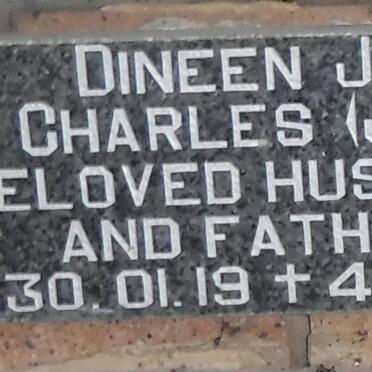 DINEEN J
CHARLES (J
ELOVED HUS
AND FATH
30.01.19 ✝ 4